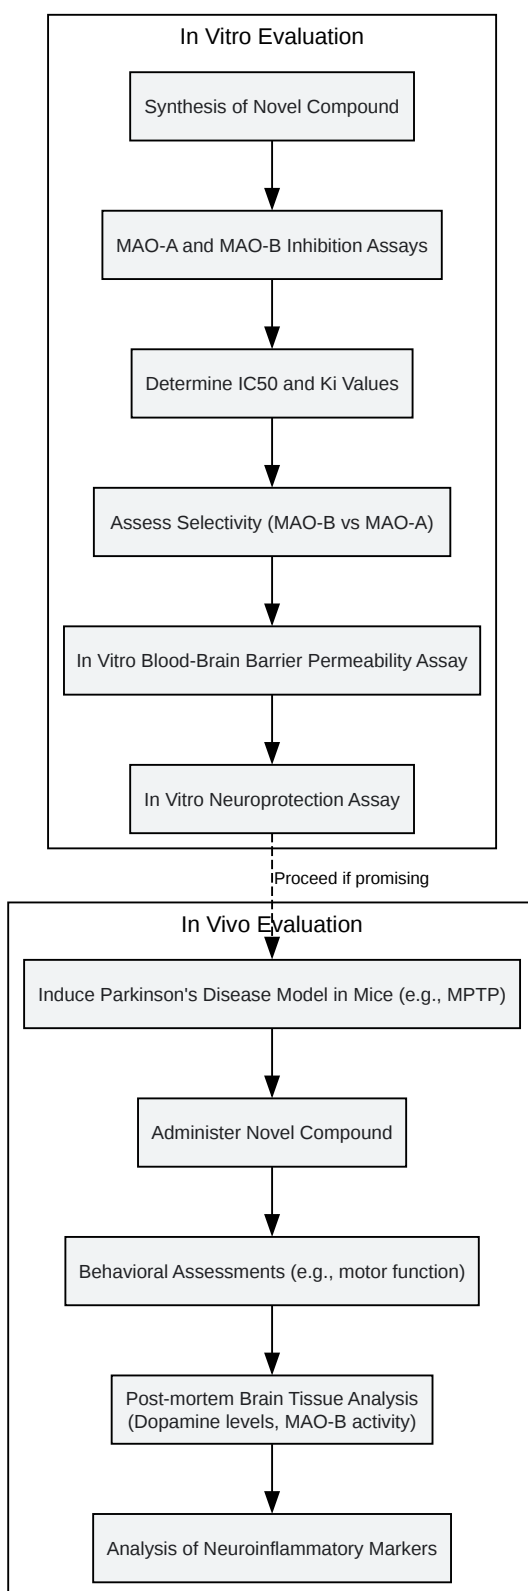 In Vitro Evaluation
Synthesis of Novel Compound
MAO-A and MAO-B Inhibition Assays
Determine IC50 and Ki Values
Assess Selectivity (MAO-B vs MAO-A)
In Vitro Blood-Brain Barrier Permeability Assay
In Vitro Neuroprotection Assay
Proceed if promising
In Vivo Evaluation
Induce Parkinson's Disease Model in Mice (e.g., MPTP)
Administer Novel Compound
Behavioral Assessments (e.g., motor function)
Post-mortem Brain Tissue Analysis
(Dopamine levels, MAO-B activity)
Analysis of Neuroinflammatory Markers